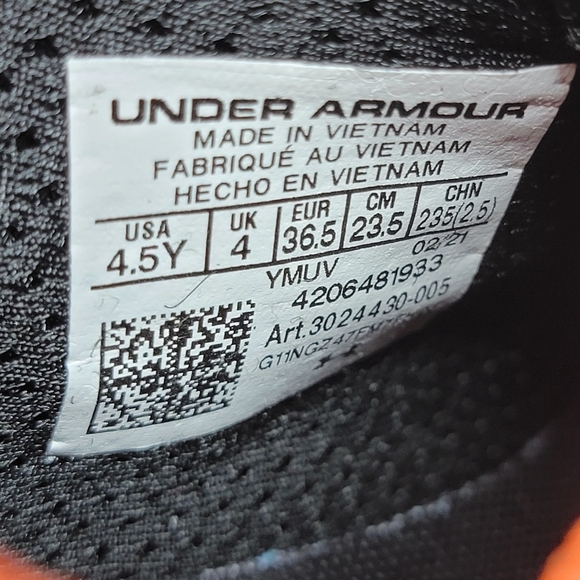 UNDER ARMOUR
MADE IN VIETNAM
FABRIQUÉ AU VIETNAM
HECHO EN VIETNAM
USA UK EUR CM CHN
4.5Y 4 36.5 23.5 235(2.5)
02/21
YMUV
4206481933
Art.3024430-005